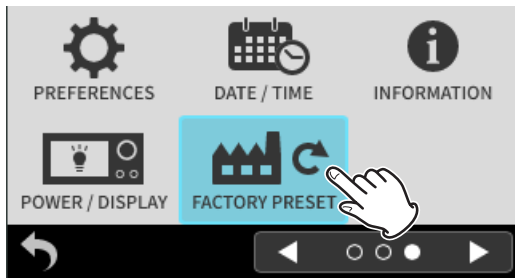 PREFERENCES
DATE / TIME
INFORMATION
POWER / DISPLAY
FACTORY PRESET